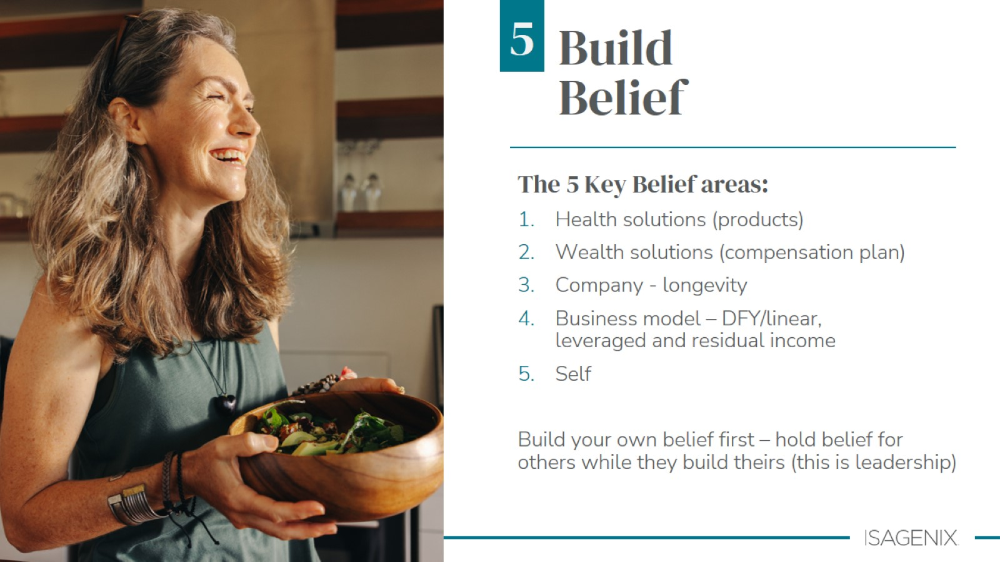 5
Build
Belief
The 5 Key Belief areas:
1. Health solutions (products)
2. Wealth solutions (compensation plan)
3. Company - longevity
4. Business model – DFY/linear,
leveraged and residual income
5. Self
Build your own belief first – hold belief for
others while they build theirs (this is leadership)
ISAGENIX